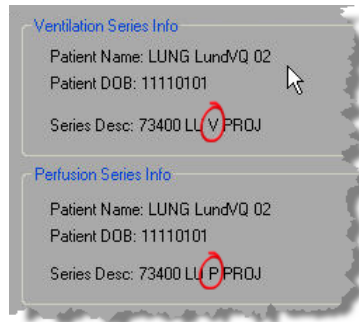 Ventilation Series Info
Patient Name: LUNG LundVQ 02
Patient DOB: 11110101
Series Desc: 73400 LU V PROJ
Perfusion Series Info
Patient Name: LUNG LundVQ 02
Patient DOB: 11110101
Series Desc: 73400 LU P PROJ